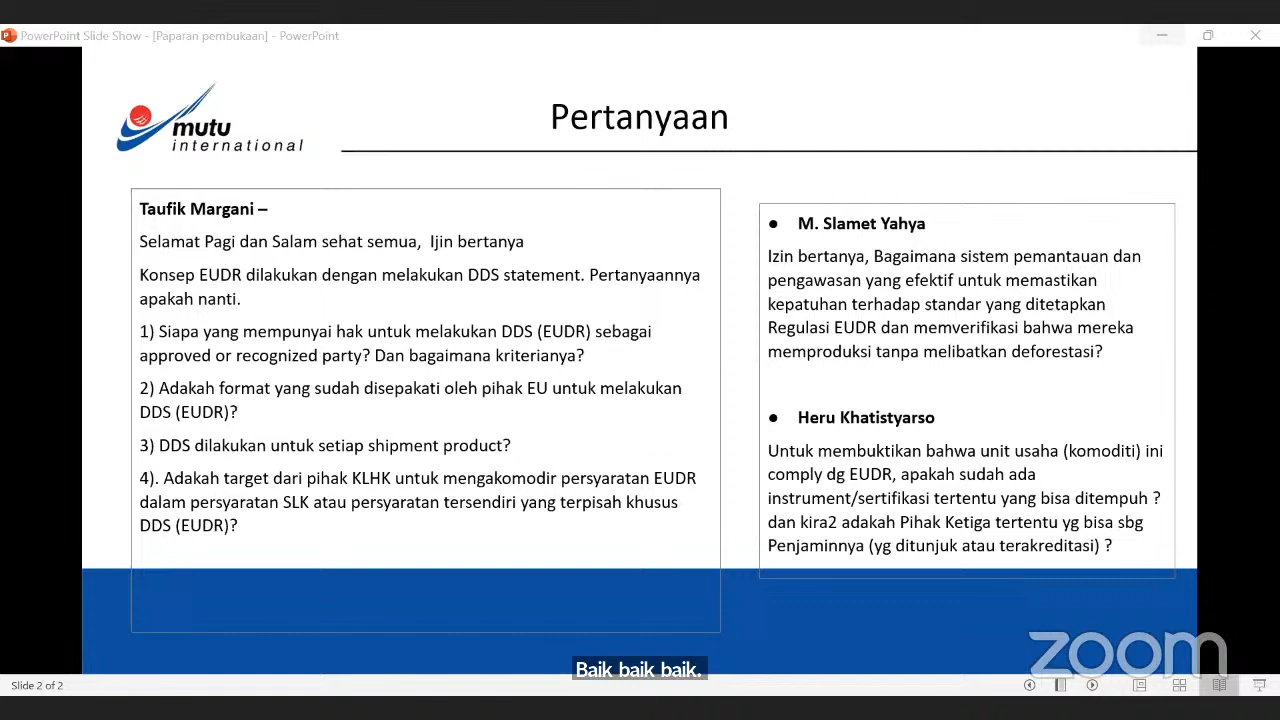 PowerPoint Slide Show - [Paparan pembukaan] - PowerPoint
mutu
international
Pertanyaan
Taufik Margani –
Selamat Pagi dan Salam sehat semua, Ijin bertanya
Konsep EUDR dilakukan dengan melakukan DDS statement. Pertanyaannya
apakah nanti.
1) Siapa yang mempunyai hak untuk melakukan DDS (EUDR) sebagai
approved or recognized party? Dan bagaimana kriterianya?
2) Adakah format yang sudah disepakati oleh pihak EU untuk melakukan
DDS (EUDR)?
3) DDS dilakukan untuk setiap shipment product?
4). Adakah target dari pihak KLHK untuk mengakomodir persyaratan EUDR
dalam persyaratan SLK atau persyaratan tersendiri yang terpisah khusus
DDS (EUDR)?
● M. Slamet Yahya
Izin bertanya, Bagaimana sistem pemantauan dan
pengawasan yang efektif untuk memastikan
kepatuhan terhadap standar yang ditetapkan
Regulasi EUDR dan memverifikasi bahwa mereka
memproduksi tanpa melibatkan deforestasi?
● Heru Khatistyarso
Untuk membuktikan bahwa unit usaha (komoditi) ini
comply dg EUDR, apakah sudah ada
instrument/sertifikasi tertentu yang bisa ditempuh ?
dan kira2 adakah Pihak Ketiga tertentu yg bisa sbg
Penjaminnya (yg ditunjuk atau terakreditasi) ?
zoom
Baik baik baik.
Slide 2 of 2